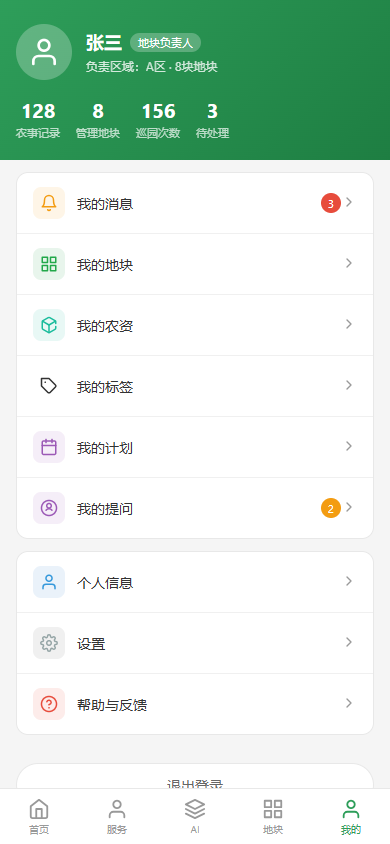 张三 地块负责人
负责区域：A区 · 8块地块
128 8 156 3
农事记录 管理地块 巡园次数 待处理
我的消息 3
我的地块
我的农资
我的标签
我的计划
我的提问 2
个人信息
设置
帮助与反馈
退出登录
首页 服务 AI 地块 我的